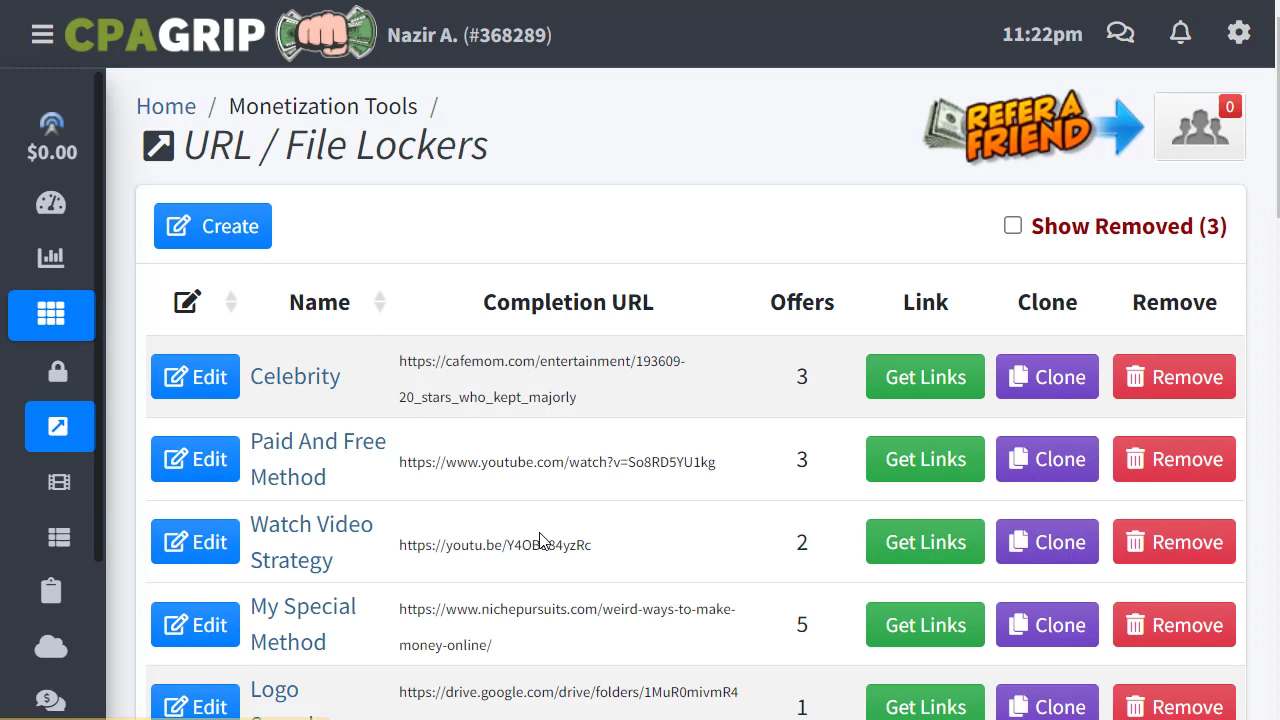 CPAGRIP
Nazir A. (#368289)
11:22pm
$0.00
Home / Monetization Tools /
URL / File Lockers
REFER A
FRIEND
0
Create
Show Removed (3)
Name Completion URL Offers Link Clone Remove
Edit Celebrity https://cafemom.com/entertainment/193609-
20_stars_who_kept_majorly
3 Get Links Clone Remove
Edit Paid And Free
Method
https://www.youtube.com/watch?v=So8RD5YU1kg 3 Get Links Clone Remove
Edit Watch Video
Strategy
2 Get Links Clone Remove
Edit My Special
Method
https://www.nichepursuits.com/weird-ways-to-make-
money-online/
5 Get Links Clone Remove
Edit Logo
https://drive.google.com/drive/folders/1MuR0mivmR4
1 Get Links Clone Remove